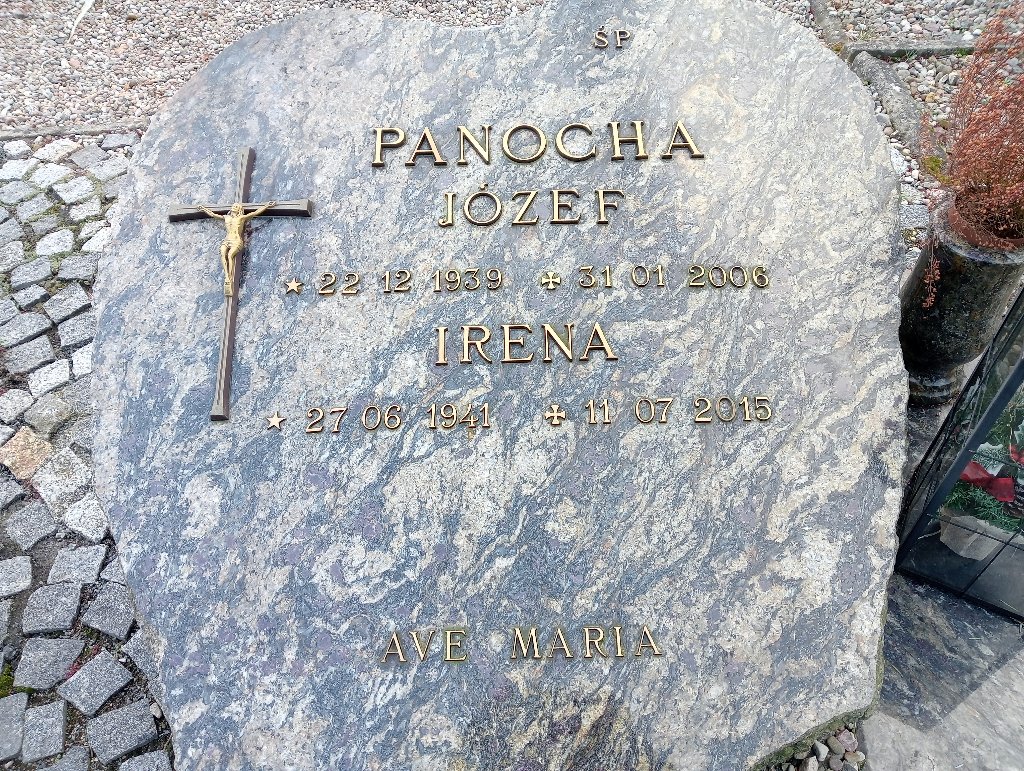 ŚP
PANOCHA
JÓZEF
★ 22 12 1939 ✠ 31 01 2006
IRENA
★ 27 06 1941 ✠ 11 07 2015
AVE MARIA